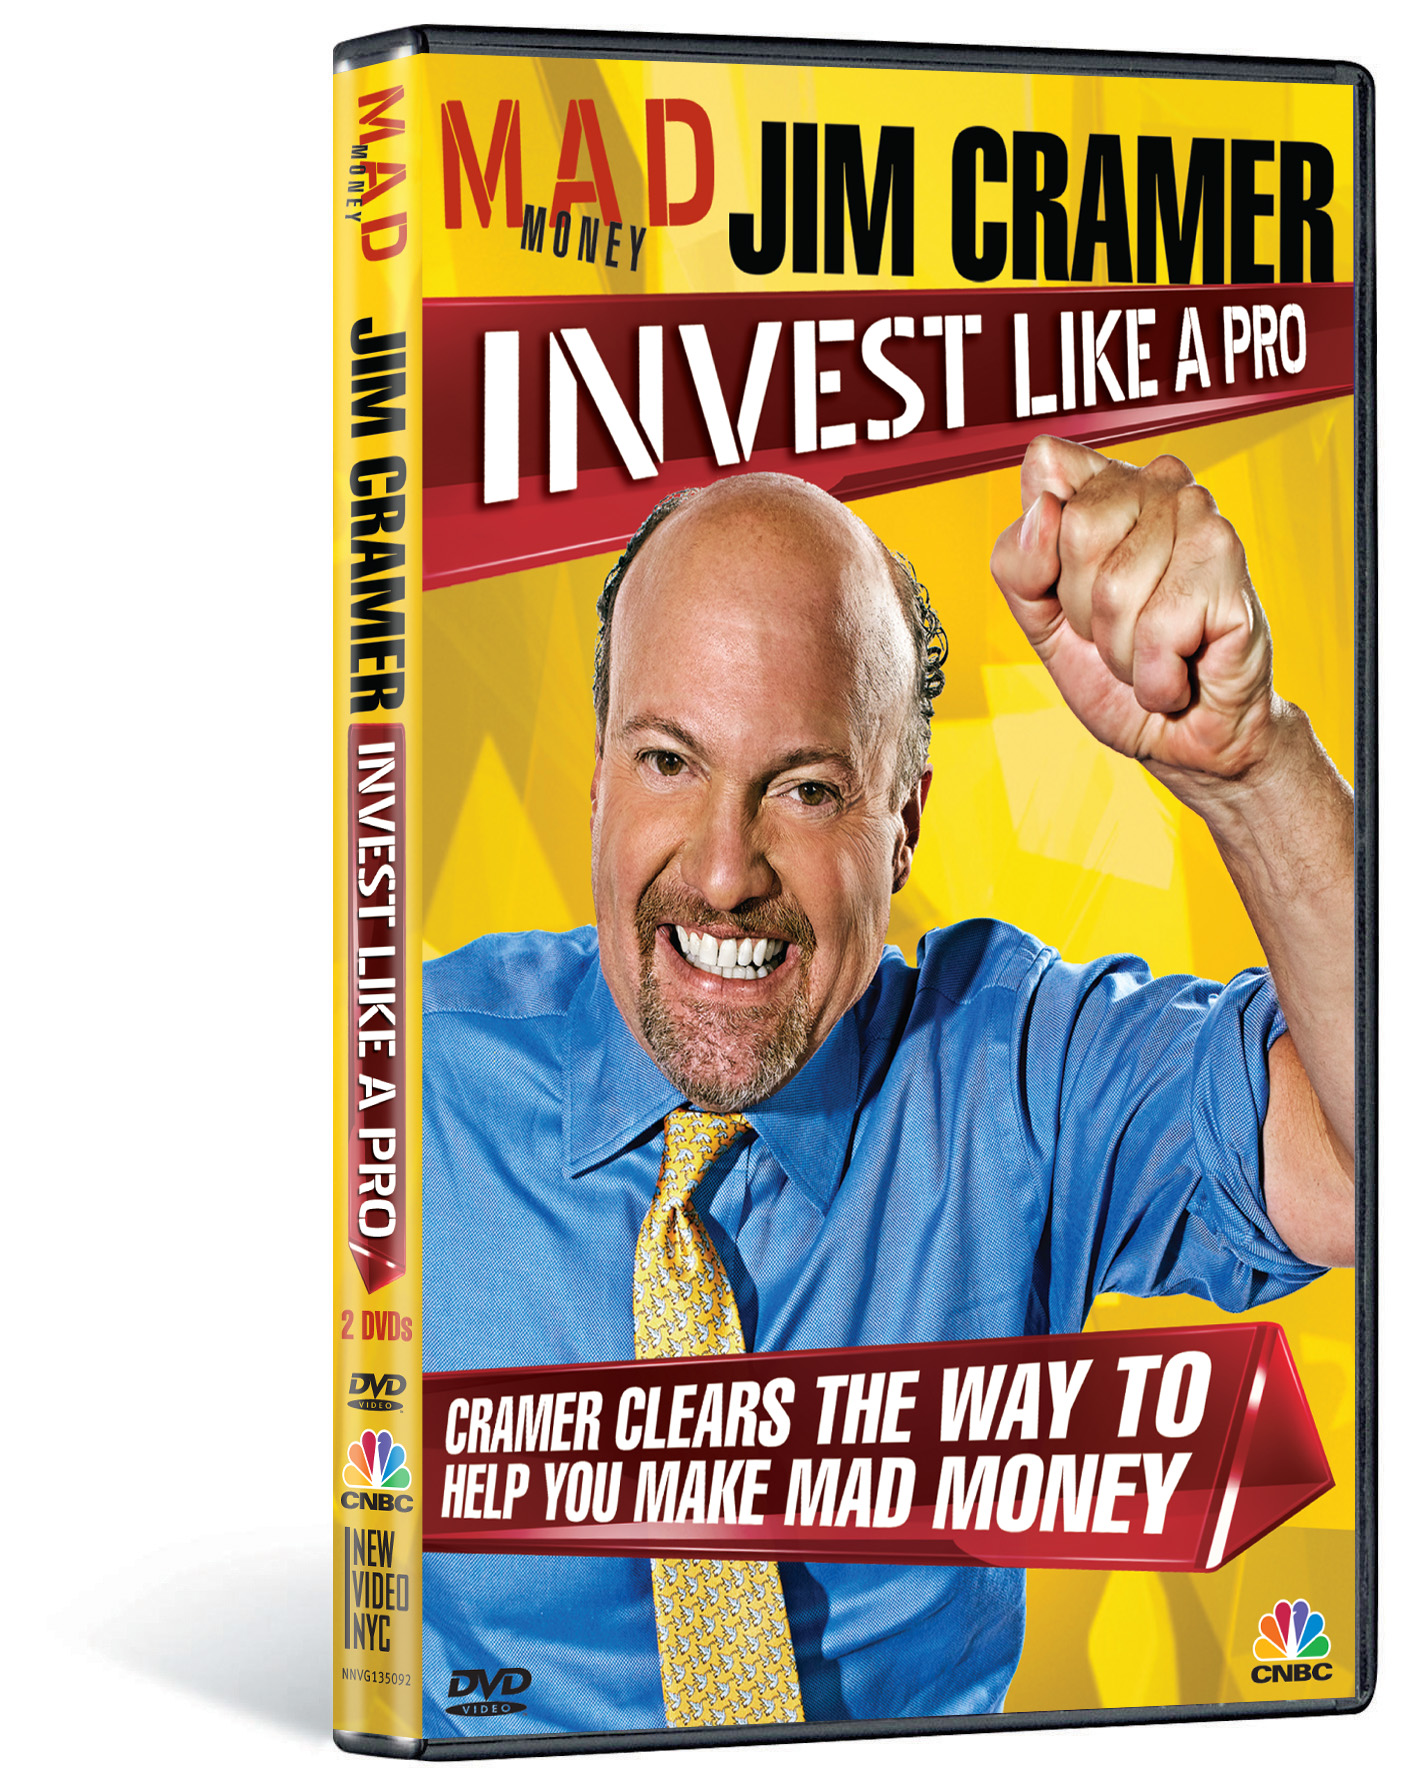 MAD
MONEY
JIM CRAMER
INVEST LIKE A PRO
CRAMER CLEARS THE WAY TO
HELP YOU MAKE MAD MONEY
DVD
VIDEO
CNBC
MAD
MONEY
JIM CRAMER
INVEST LIKE A PRO
2 DVDs
DVD
VIDEO
CNBC
NEW
VIDEO
NYC
NNVG135092